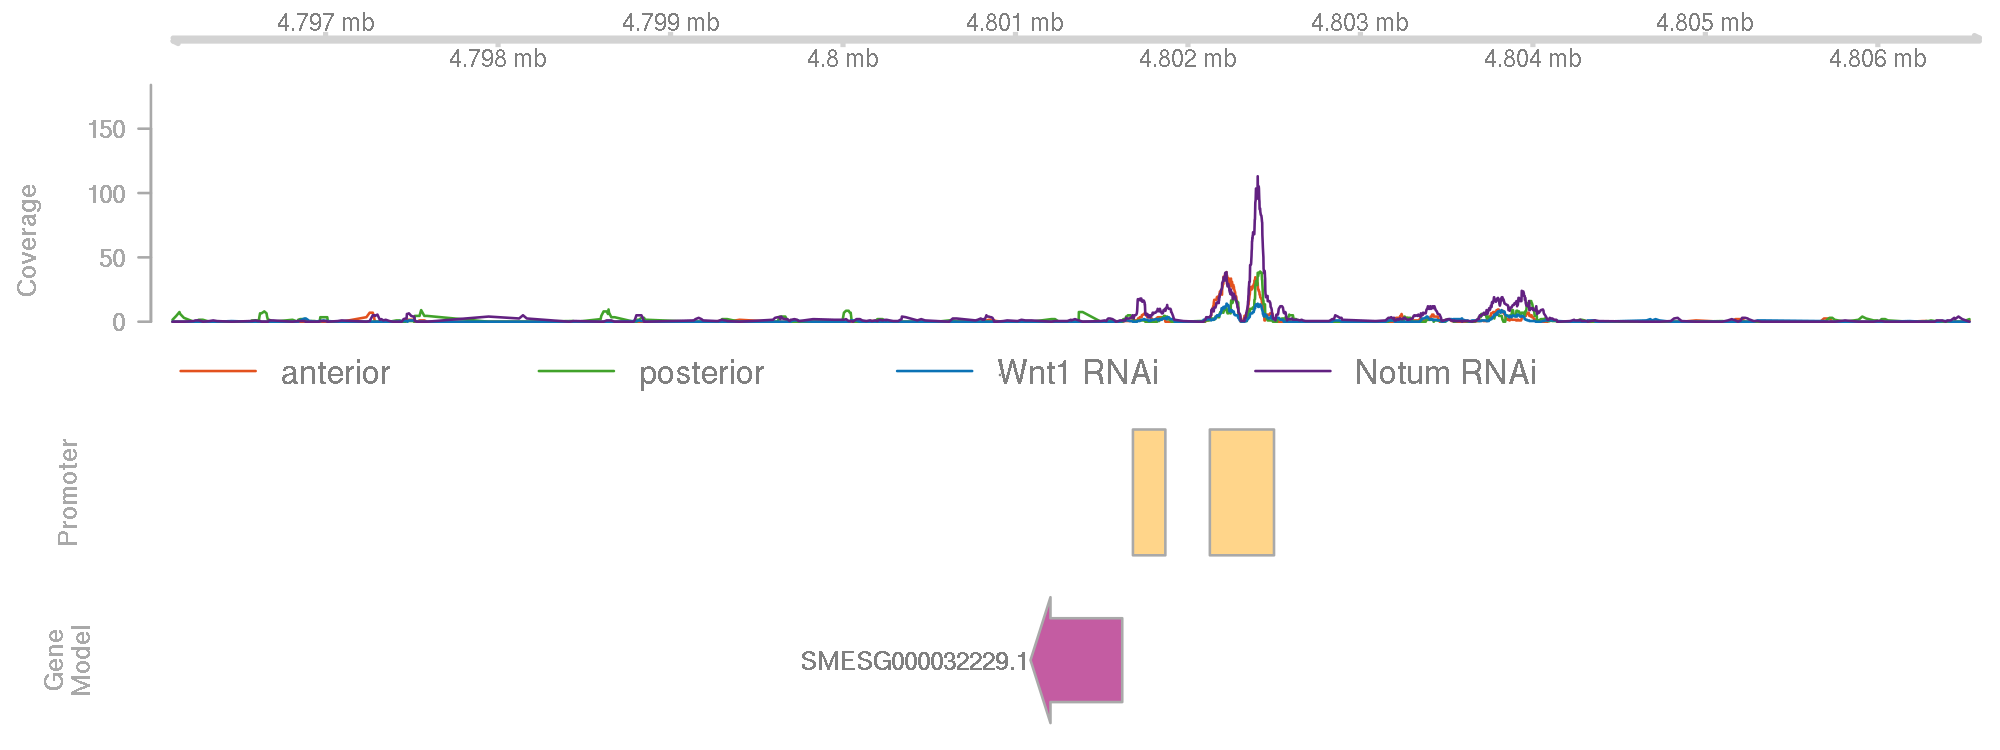 4.797 mb 4.799 mb 4.801 mb 4.803 mb 4.805 mb
4.798 mb 4.8 mb 4.802 mb 4.804 mb 4.806 mb
Coverage
150
100
50
0
anterior posterior Wnt1 RNAi Notum RNAi
Promoter
Gene
Model
SMESG000032229.1